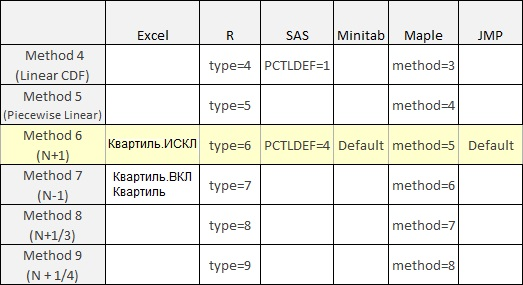 Excel R SAS Minitab Maple JMP
Method 4
(Linear CDF) type=4 PCTLDEF=1 method=3
Method 5
(Piecewise Linear) type=5 method=4
Method 6
(N+1) Квартиль.ИСКЛ type=6 PCTLDEF=4 Default method=5 Default
Method 7
(N-1) Квартиль.ВКЛ
Квартиль type=7 method=6
Method 8
(N+1/3) type=8 method=7
Method 9
(N + 1/4) type=9 method=8